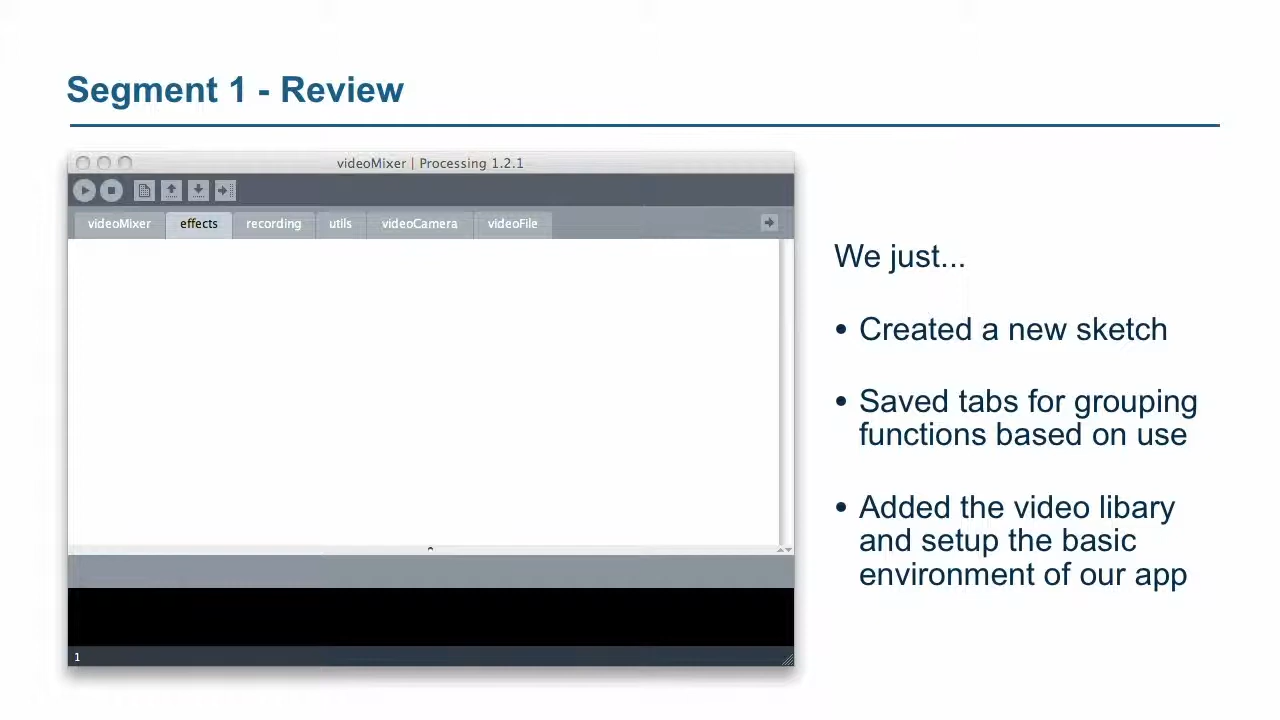 Segment 1 - Review
videoMixer | Processing 1.2.1
videoMixer effects recording utils videoCamera videoFile
1
We just...
• Created a new sketch
• Saved tabs for grouping
functions based on use
• Added the video libary
and setup the basic
environment of our app